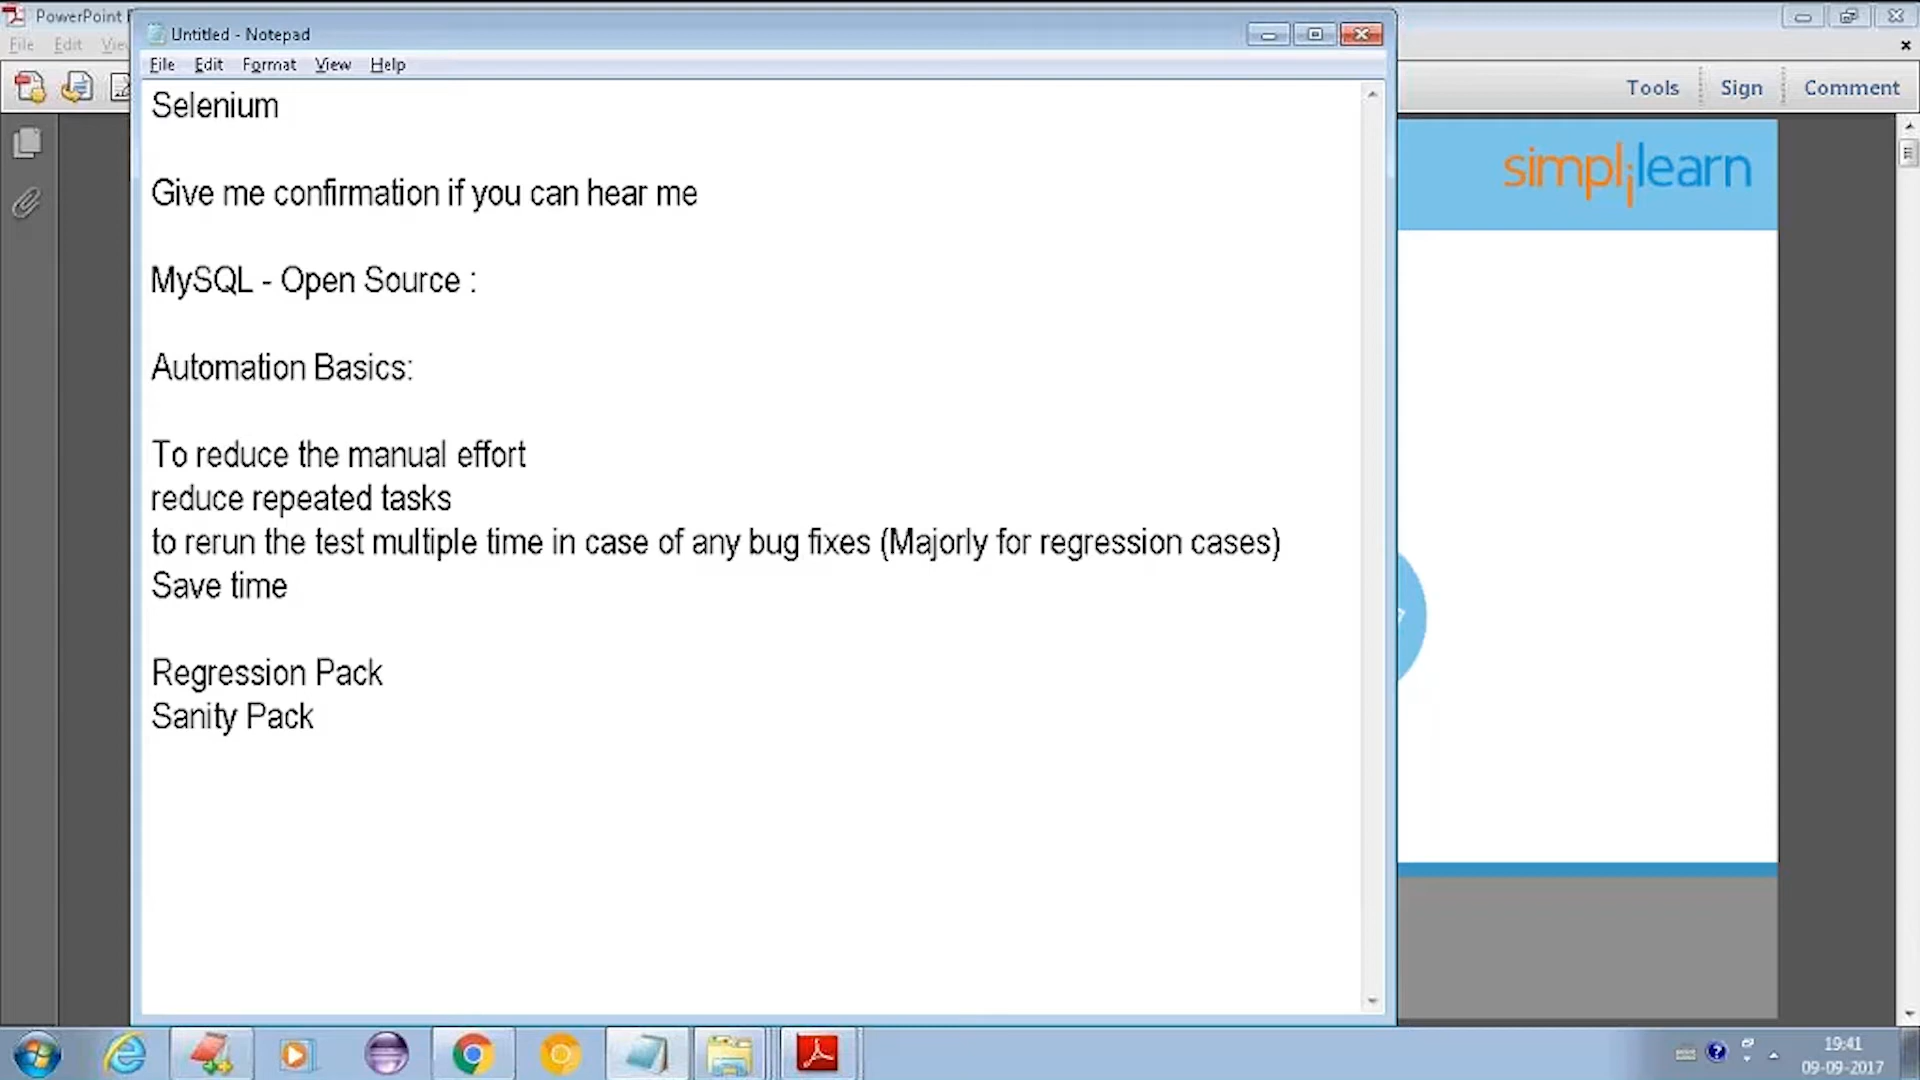 PowerPoint
Untitled - Notepad
File Edit
File Edit Format View Help
Tools Sign Comment
simplilearn
Selenium
Give me confirmation if you can hear me
MySQL - Open Source :
Automation Basics:
To reduce the manual effort
reduce repeated tasks
to rerun the test multiple time in case of any bug fixes (Majorly for regression cases)
Save time
Regression Pack
Sanity Pack
19:41
09-09-2017